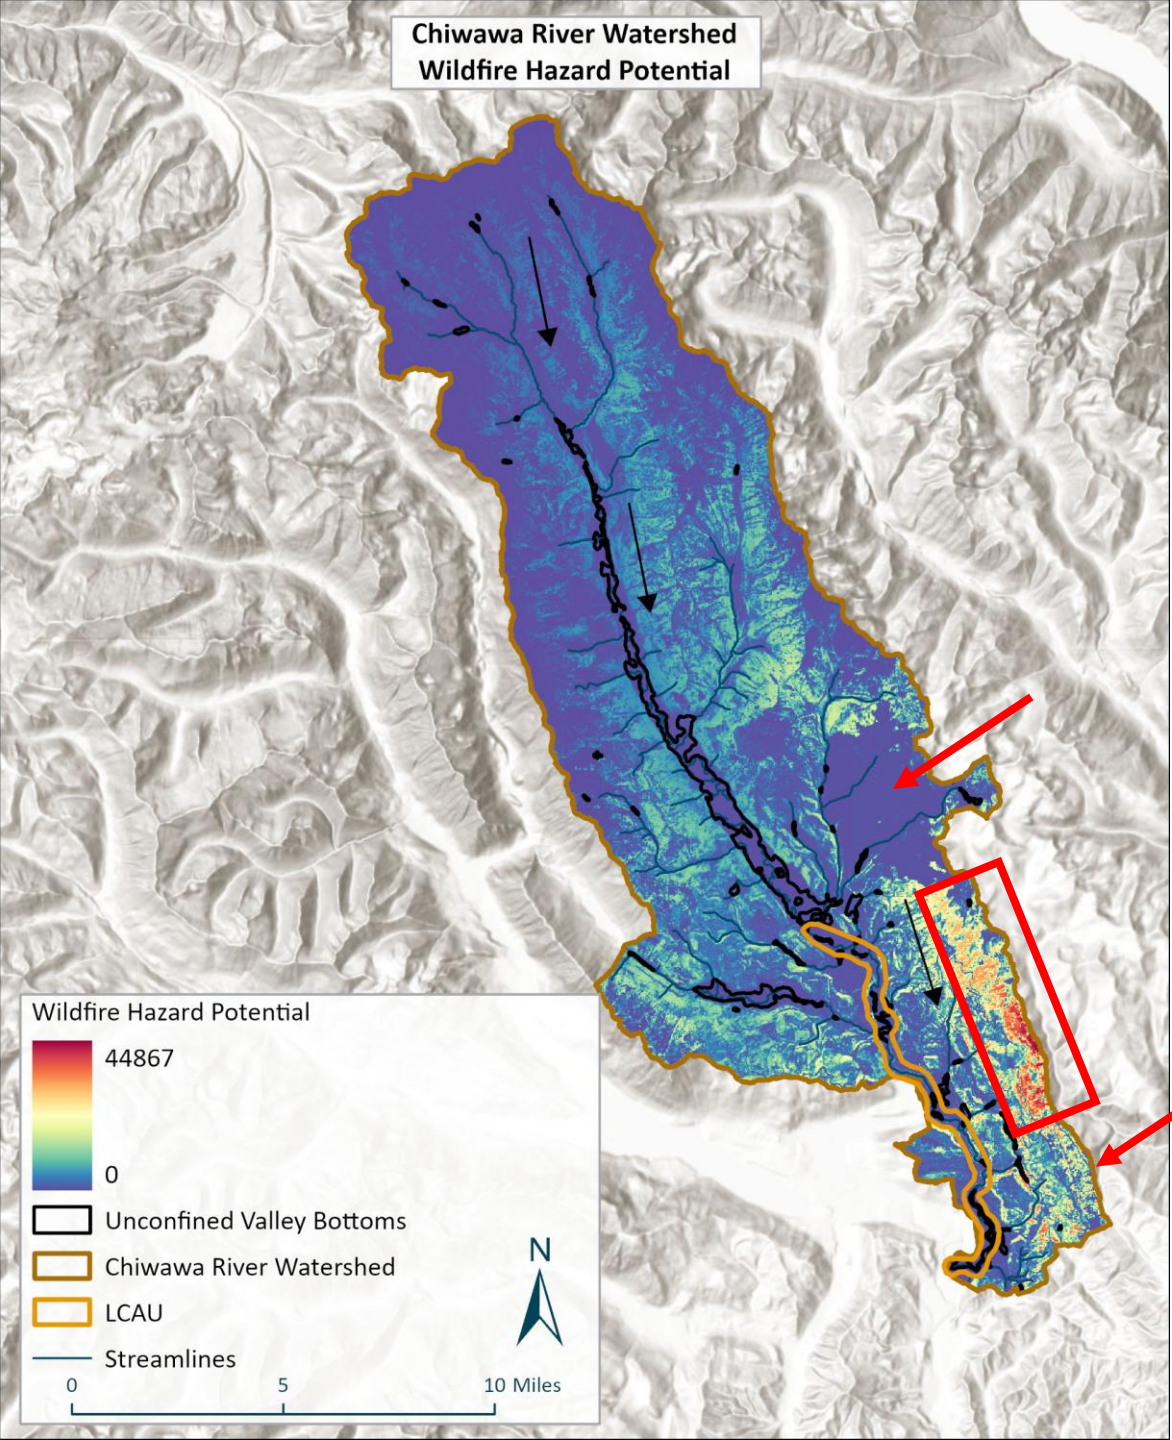 Chiwawa River Watershed
Wildfire Hazard Potential
Wildfire Hazard Potential
44867
0
Unconfined Valley Bottoms
Chiwawa River Watershed
LCAU
Streamlines
N
0 5 10 Miles